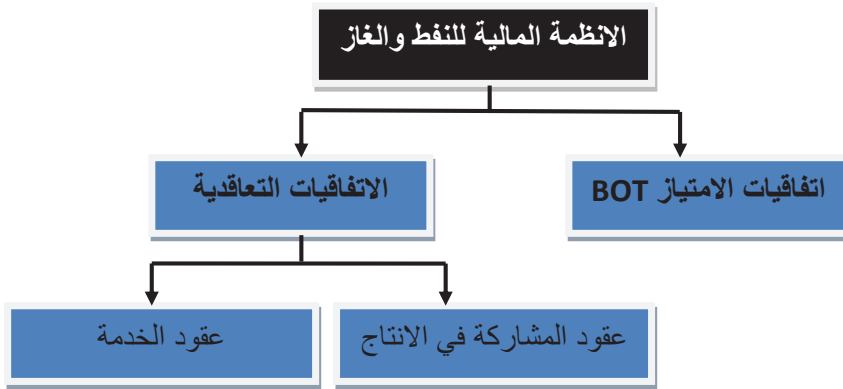 الانظمة المالية للنفط والغاز
اتفاقيات الامتياز BOT
الاتفاقيات التعاقدية
عقود المشاركة في الانتاج
عقود الخدمة